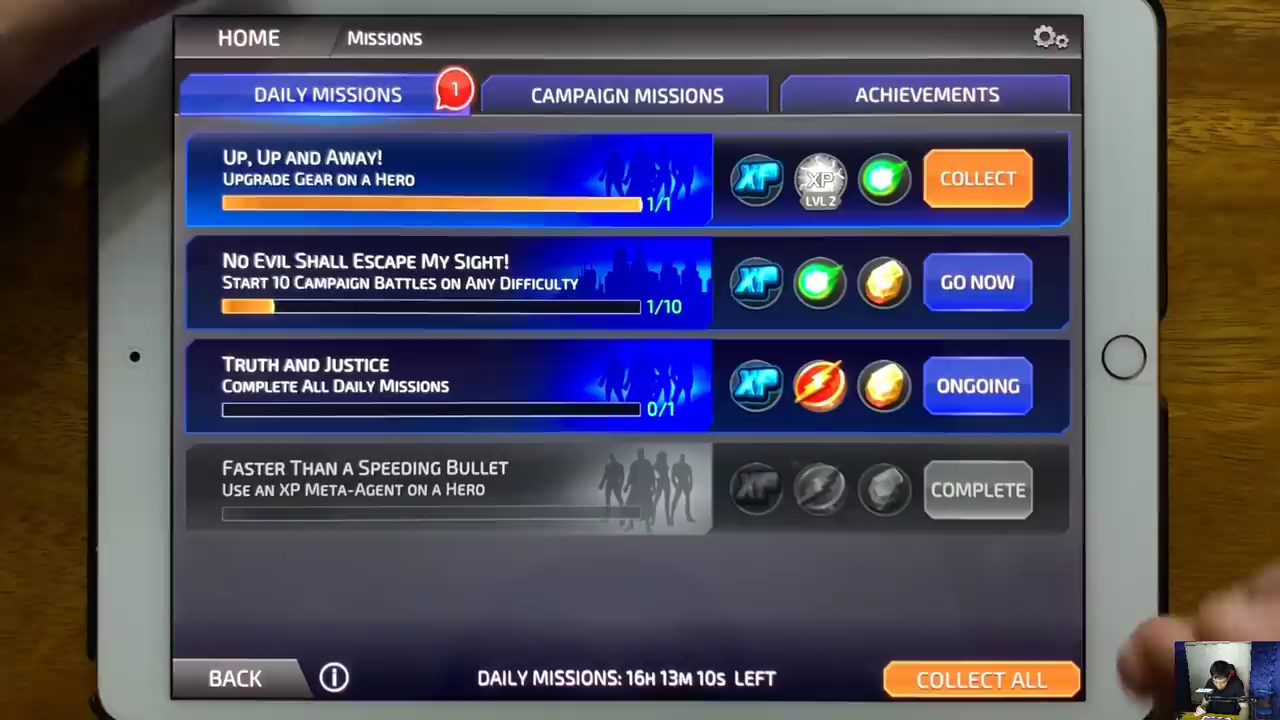 HOME
MISSIONS
DAILY MISSIONS
1
CAMPAIGN MISSIONS
ACHIEVEMENTS
UP, UP AND AWAY!
UPGRADE GEAR ON A HERO
1/1
XP
XP
LVL 2
COLLECT
NO EVIL SHALL ESCAPE MY SIGHT!
START 10 CAMPAIGN BATTLES ON ANY DIFFICULTY
1/10
XP
GO NOW
TRUTH AND JUSTICE
COMPLETE ALL DAILY MISSIONS
0/1
XP
ONGOING
FASTER THAN A SPEEDING BULLET
USE AN XP META-AGENT ON A HERO
XP
COMPLETE
BACK
i
DAILY MISSIONS: 16H 13M 10S LEFT
COLLECT ALL